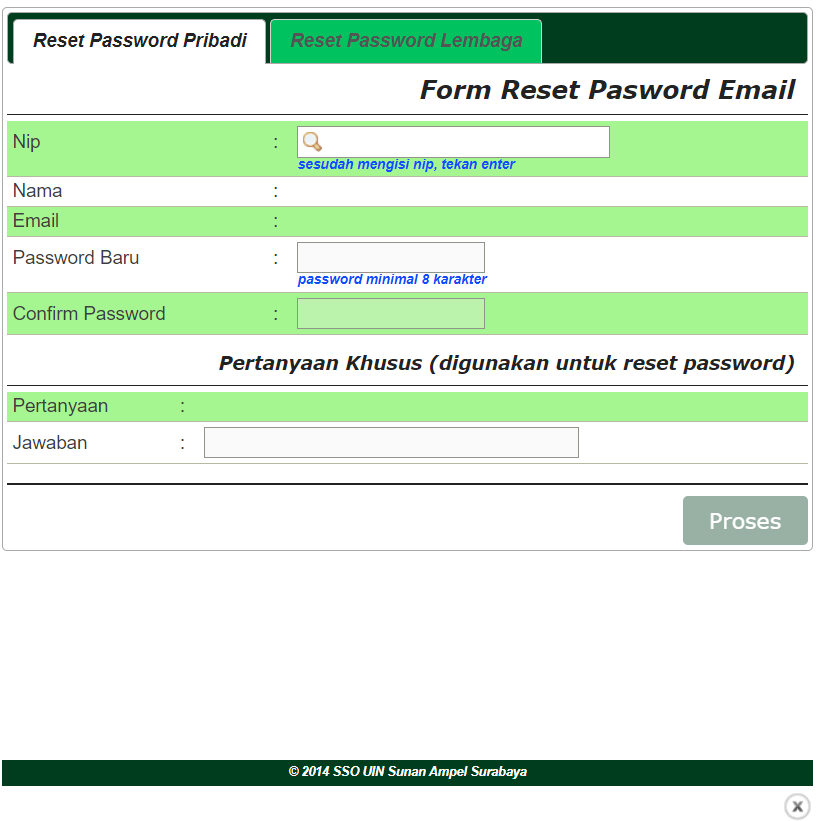 Reset Password Pribadi
Reset Password Lembaga
Form Reset Pasword Email
Nip :
sesudah mengisi nip, tekan enter
Nama :
Email :
Password Baru :
password minimal 8 karakter
Confirm Password :
Pertanyaan Khusus (digunakan untuk reset password)
Pertanyaan :
Jawaban :
Proses
© 2014 SSO UIN Sunan Ampel Surabaya
x